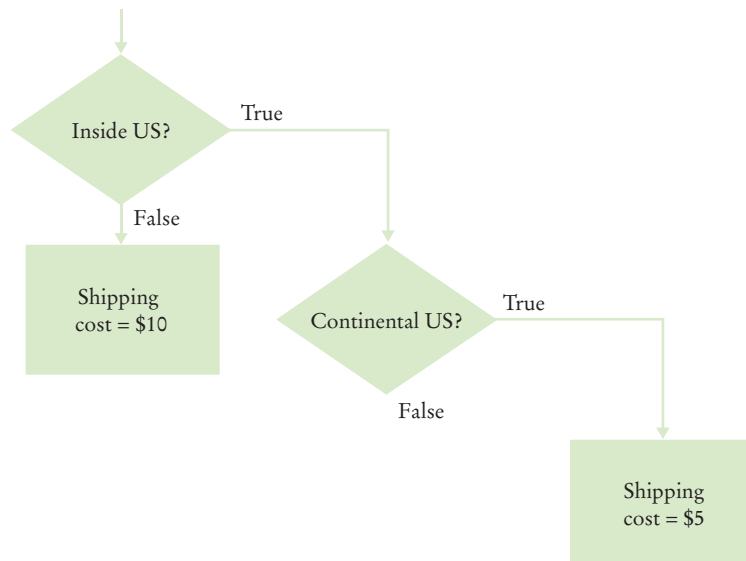 True
Inside US?
False
Shipping
cost = $10
True
Continental US?
False
Shipping
cost = $5